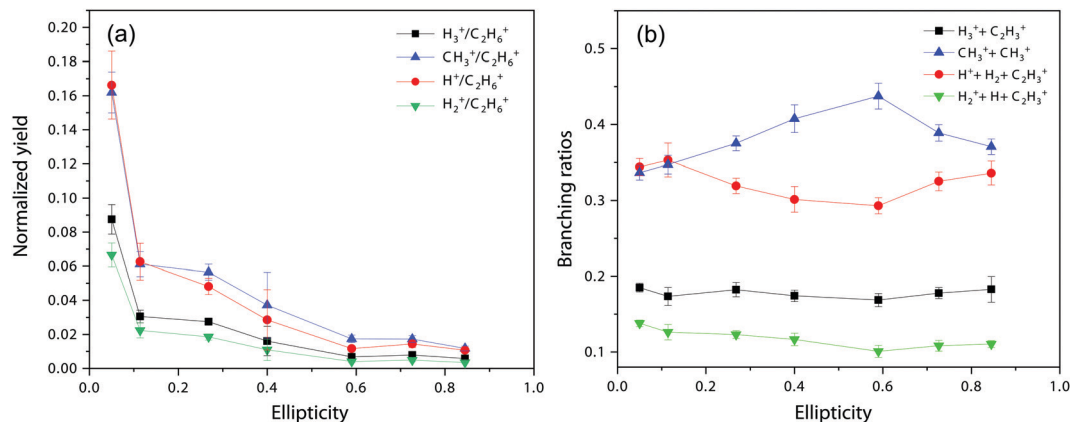 (a)
H₃⁺/C₂H₆⁺
CH₃⁺/C₂H₆⁺
H⁺/C₂H₆⁺
H₂⁺/C₂H₆⁺
Normalized yield
0.20
0.18
0.16
0.14
0.12
0.10
0.08
0.06
0.04
0.02
0.00
0.0 0.2 0.4 0.6 0.8 1.0
Ellipticity
(b)
H₃⁺+ C₂H₃⁺
CH₃⁺+ CH₃⁺
H⁺+ H₂+ C₂H₃⁺
H₂⁺+ H+ C₂H₃⁺
Branching ratios
0.5
0.4
0.3
0.2
0.1
0.0 0.2 0.4 0.6 0.8 1.0
Ellipticity